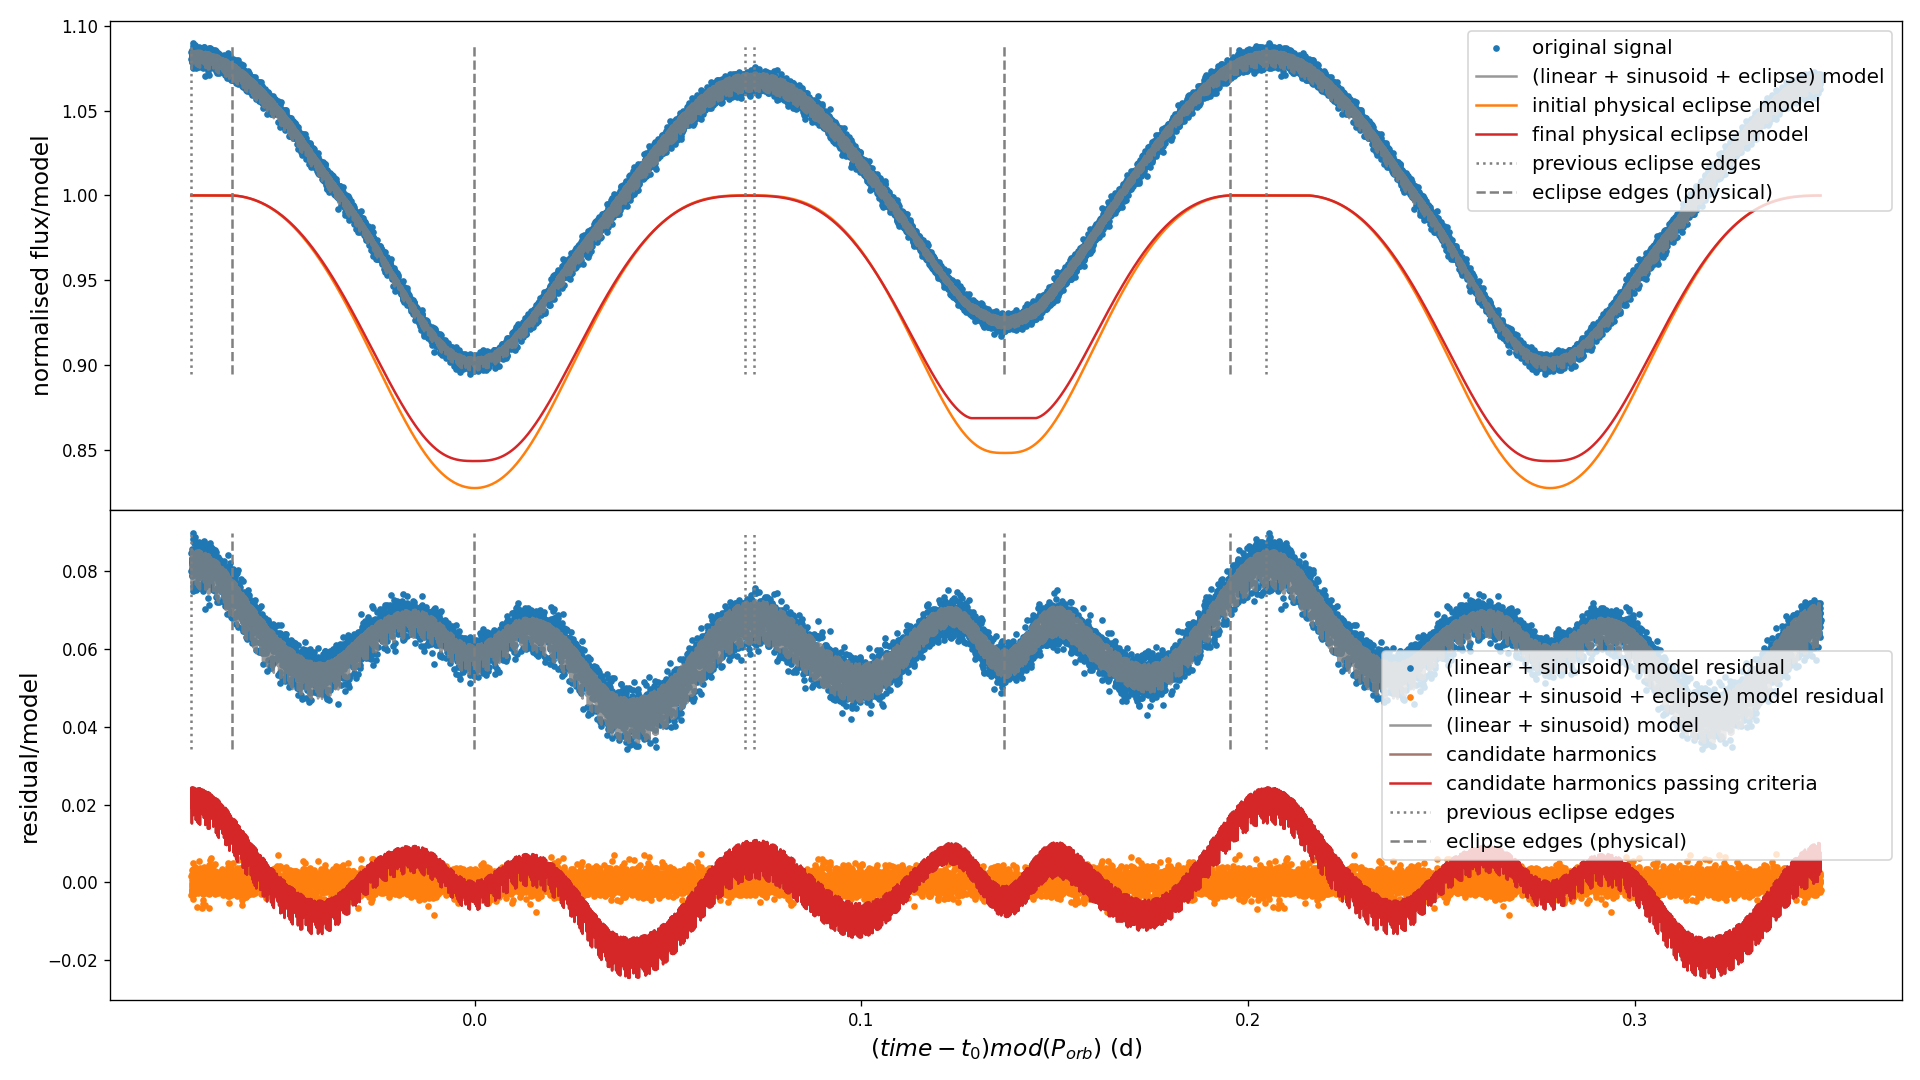 1.10
1.05
1.00
0.95
0.90
0.85
normalised flux/model
original signal
(linear + sinusoid + eclipse) model
initial physical eclipse model
final physical eclipse model
previous eclipse edges
eclipse edges (physical)
0.08
0.06
0.04
0.02
0.00
−0.02
residual/model
(linear + sinusoid) model residual
(linear + sinusoid + eclipse) model residual
(linear + sinusoid) model
candidate harmonics
candidate harmonics passing criteria
previous eclipse edges
eclipse edges (physical)
0.0 0.1 0.2 0.3
(time − t₀)mod(P_orb) (d)